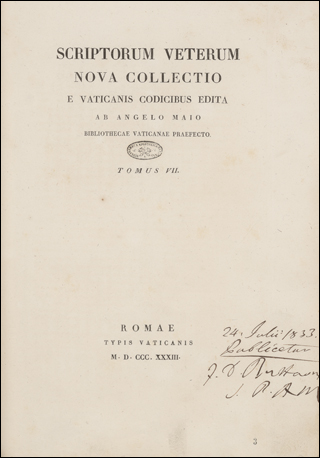 SCRIPTORUM VETERUM
NOVA COLLECTIO
E VATICANIS CODICIBUS EDITA
AB ANGELO MAIO
BIBLIOTHECAE VATICANAE PRAEFECTO.
TOMUS VII.
ROMAE
TYPIS VATICANIS
M· D· CCC. XXXIII·
24 Julii 1833.
Publicetur
3